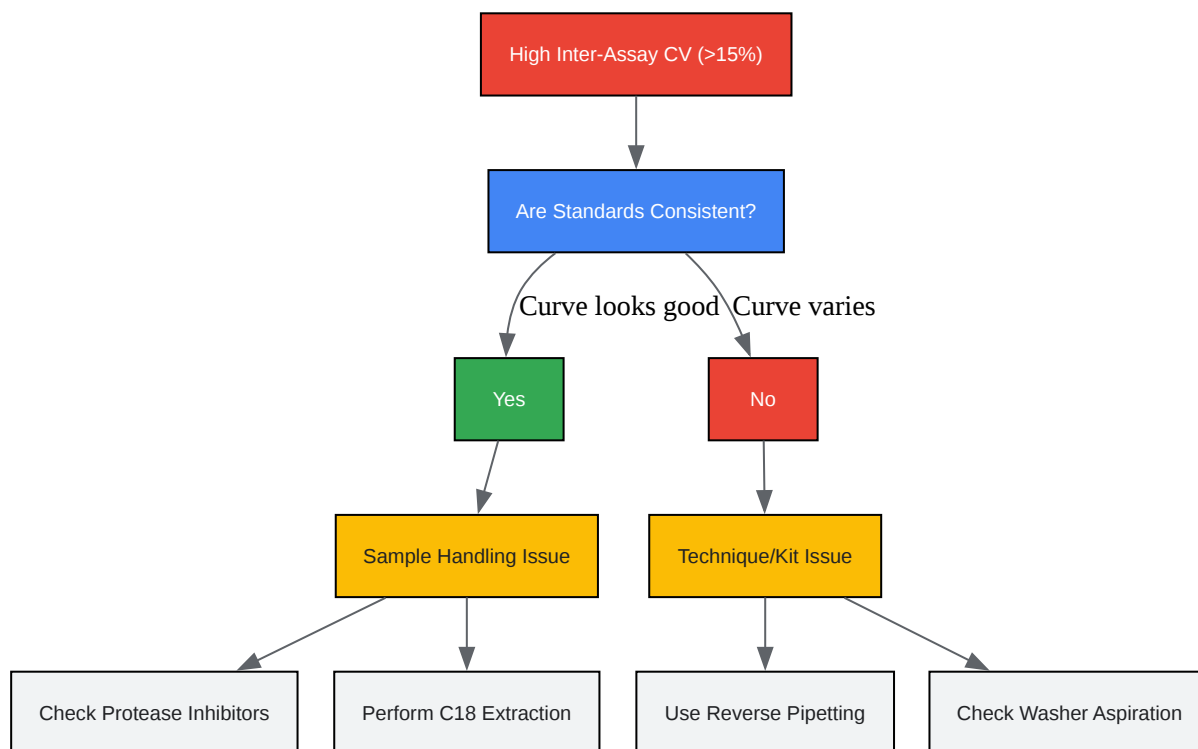 High Inter-Assay CV (>15%)
Are Standards Consistent?
Curve looks good
Curve varies
Yes
No
Sample Handling Issue
Technique/Kit Issue
Check Protease Inhibitors
Perform C18 Extraction
Use Reverse Pipetting
Check Washer Aspiration